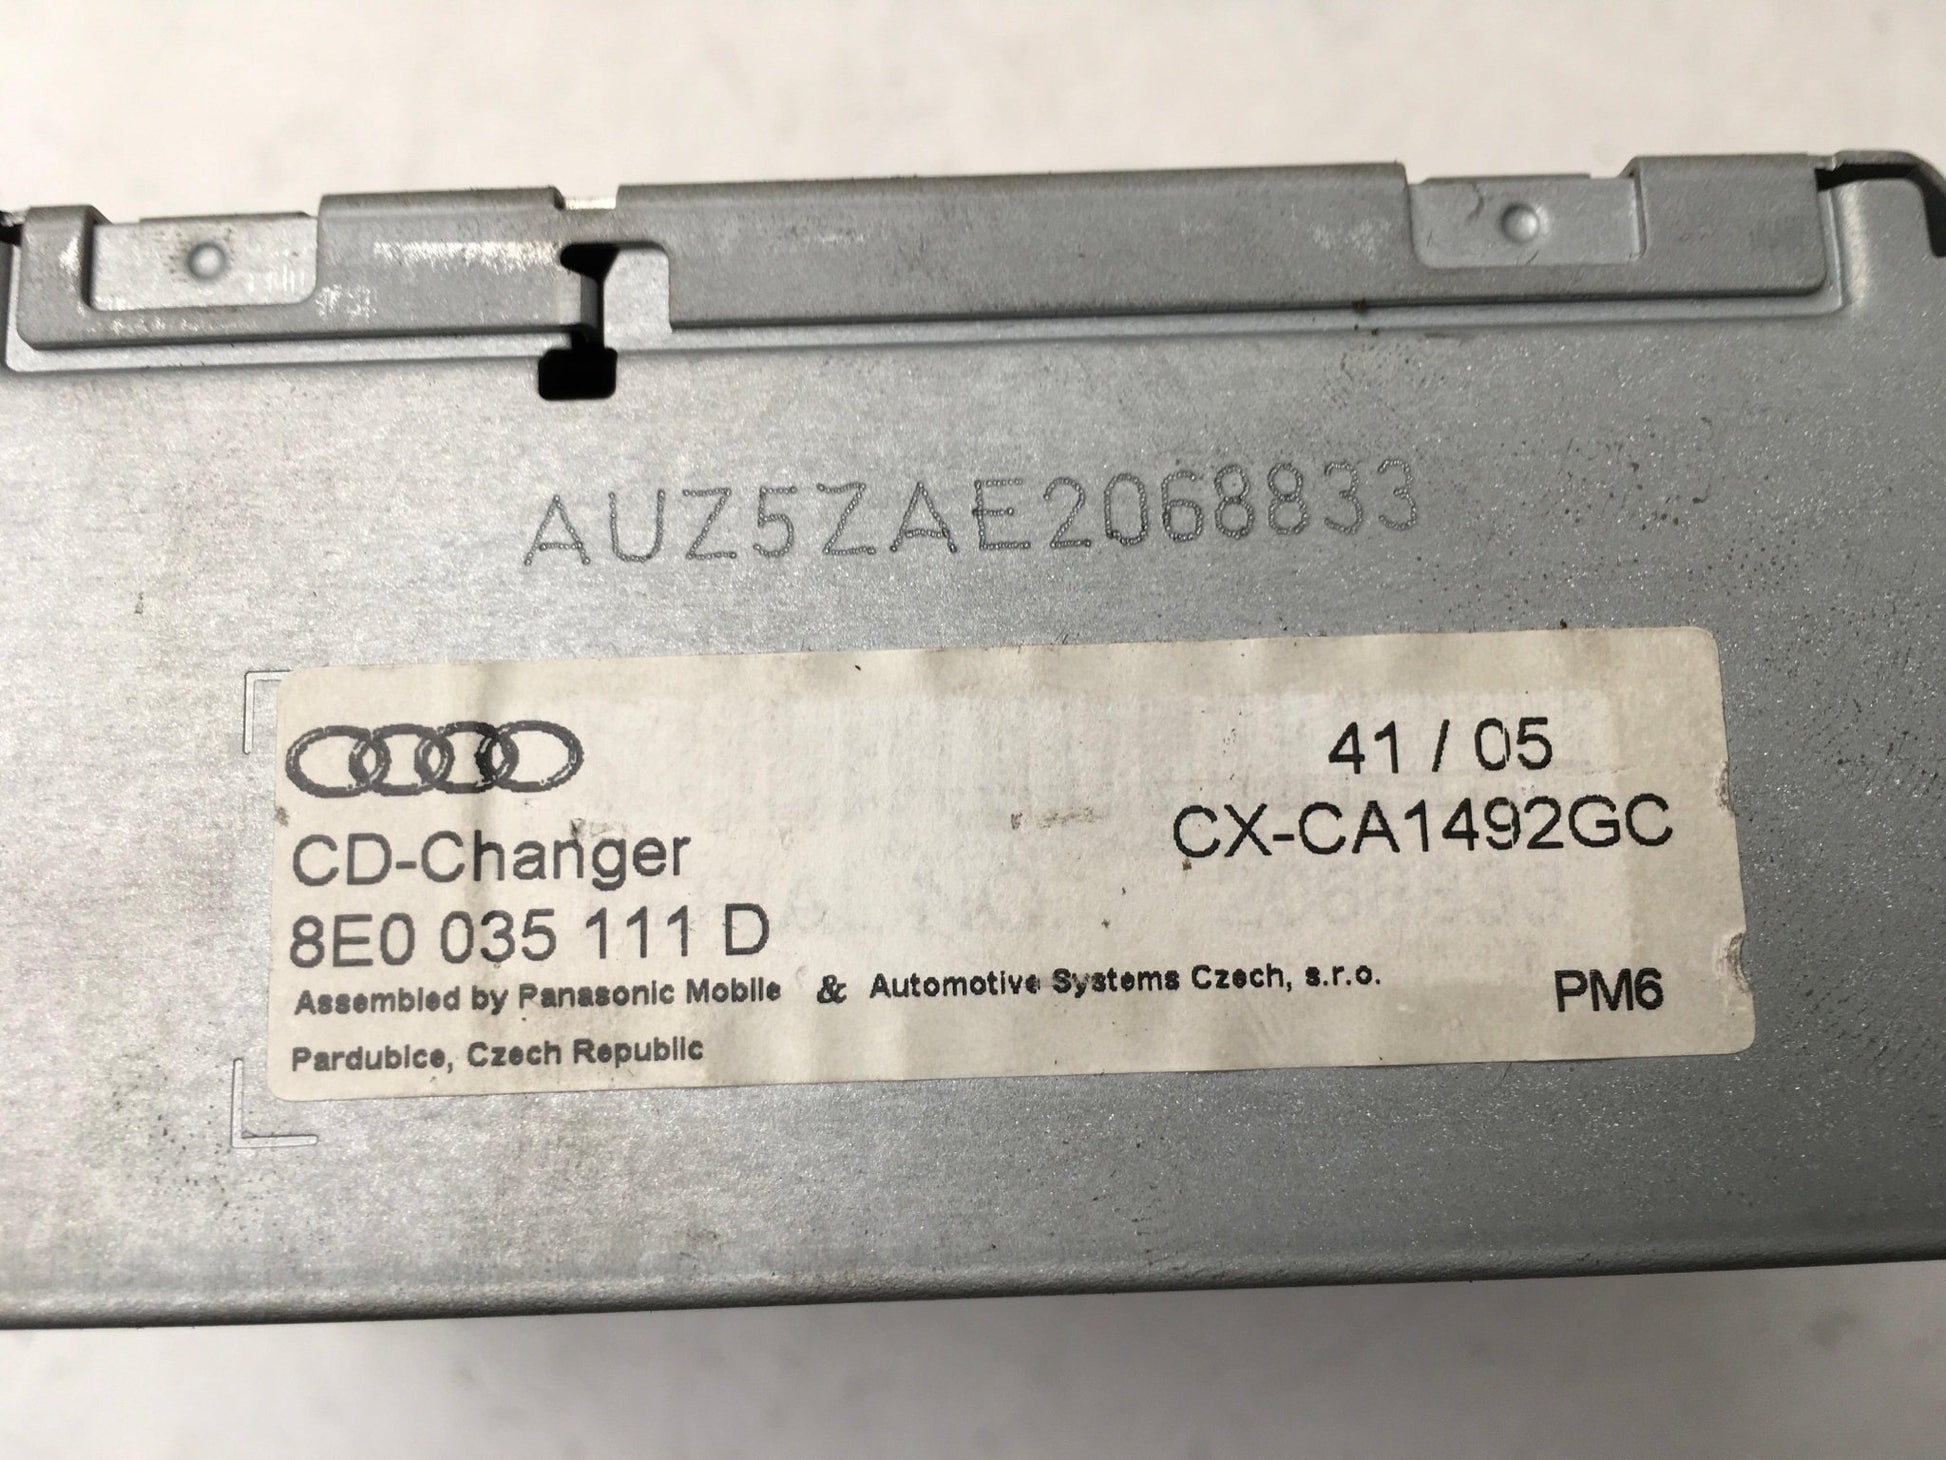 AUZ5ZAE2068833
41 / 05
CD-Changer CX-CA1492GC
8E0 035 111 D
Assembled by Panasonic Mobile & Automotive Systems Czech, s.r.o. PM6
Pardubice, Czech Republic